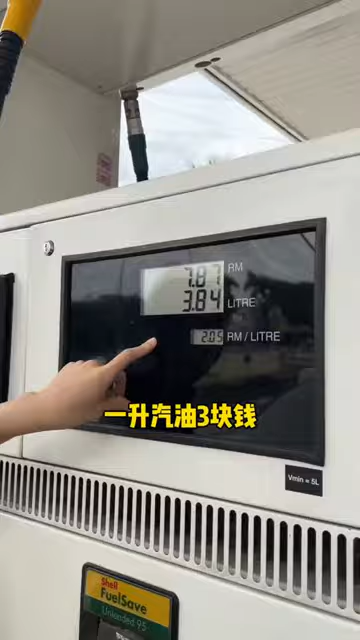 7.87 RM
3.84 LITRE
2.05 RM / LITRE
一升汽油3块钱
Vmin = 5L
Shell
FuelSave
Unleaded 95